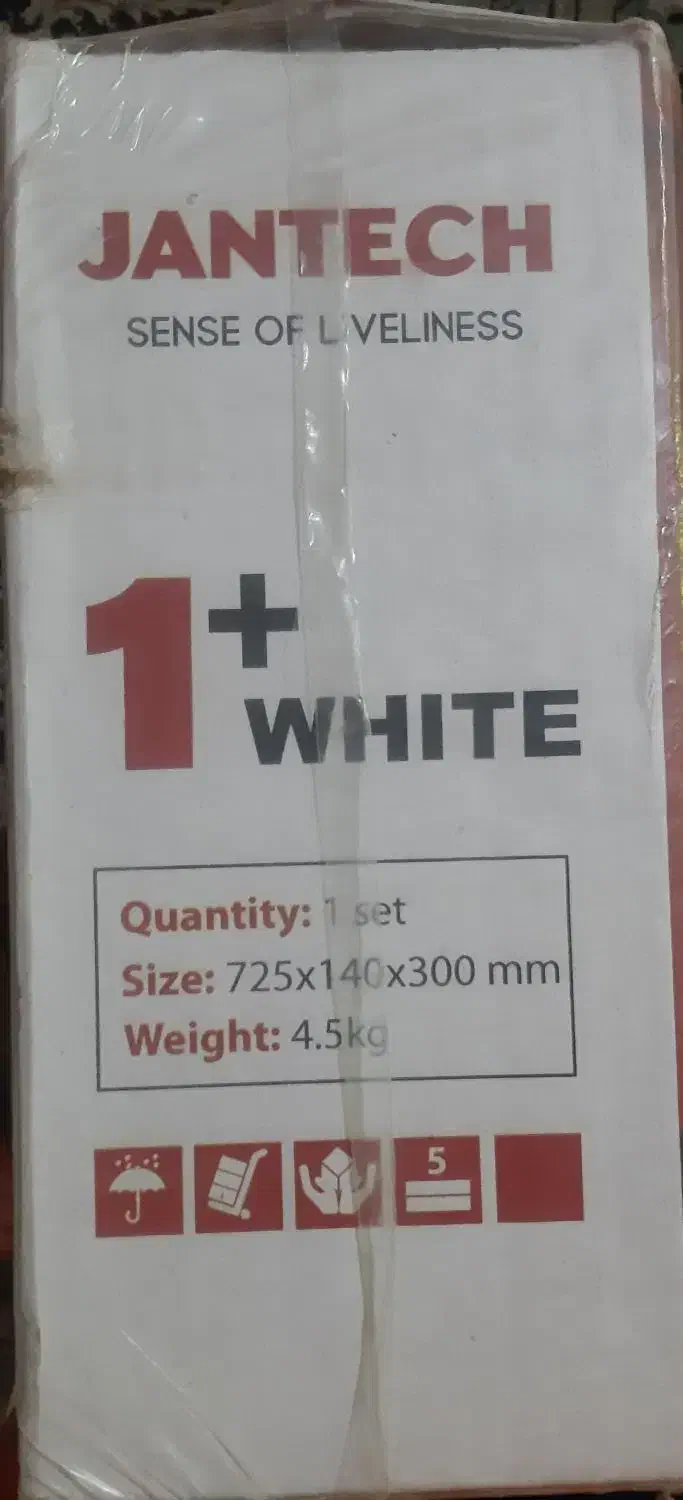 JANTECH
SENSE OF LIVELINESS
1+
WHITE
Quantity: 1 set
Size: 725x140x300 mm
Weight: 4.5kg
5